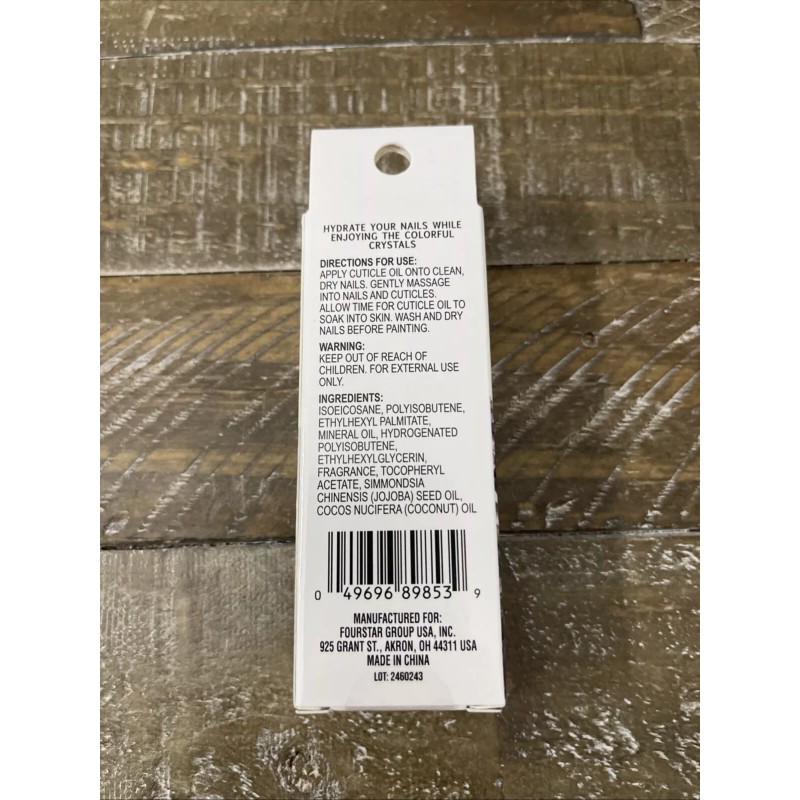 HYDRATE YOUR NAILS WHILE
ENJOYING THE COLORFUL
CRYSTALS
DIRECTIONS FOR USE:
APPLY CUTICLE OIL ONTO CLEAN,
DRY NAILS. GENTLY MASSAGE
INTO NAILS AND CUTICLES.
ALLOW TIME FOR CUTICLE OIL TO
SOAK INTO SKIN. WASH AND DRY
NAILS BEFORE PAINTING.
WARNING:
KEEP OUT OF REACH OF
CHILDREN. FOR EXTERNAL USE
ONLY.
INGREDIENTS:
ISOEICOSANE, POLYISOBUTENE,
ETHYLHEXYL PALMITATE,
MINERAL OIL, HYDROGENATED
POLYISOBUTENE,
ETHYLHEXYLGLYCERIN,
FRAGRANCE, TOCOPHERYL
ACETATE, SIMMONDSIA
CHINENSIS (JOJOBA) SEED OIL,
COCOS NUCIFERA (COCONUT) OIL
0 49696 89853 9
MANUFACTURED FOR:
FOURSTAR GROUP USA, INC.
925 GRANT ST., AKRON, OH 44311 USA
MADE IN CHINA
LOT: 2460243